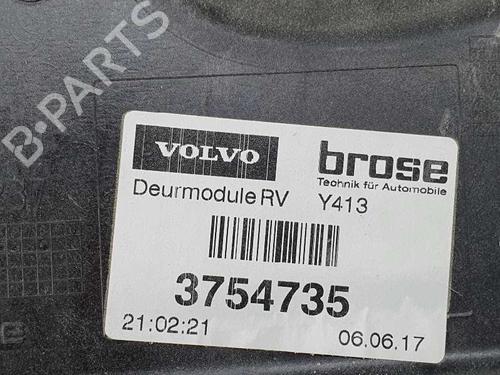 B-PARTS
VOLVO
brose
Technik für Automobile
Deurmodule RV
Y413
3754735
21:02:21
06.06.17